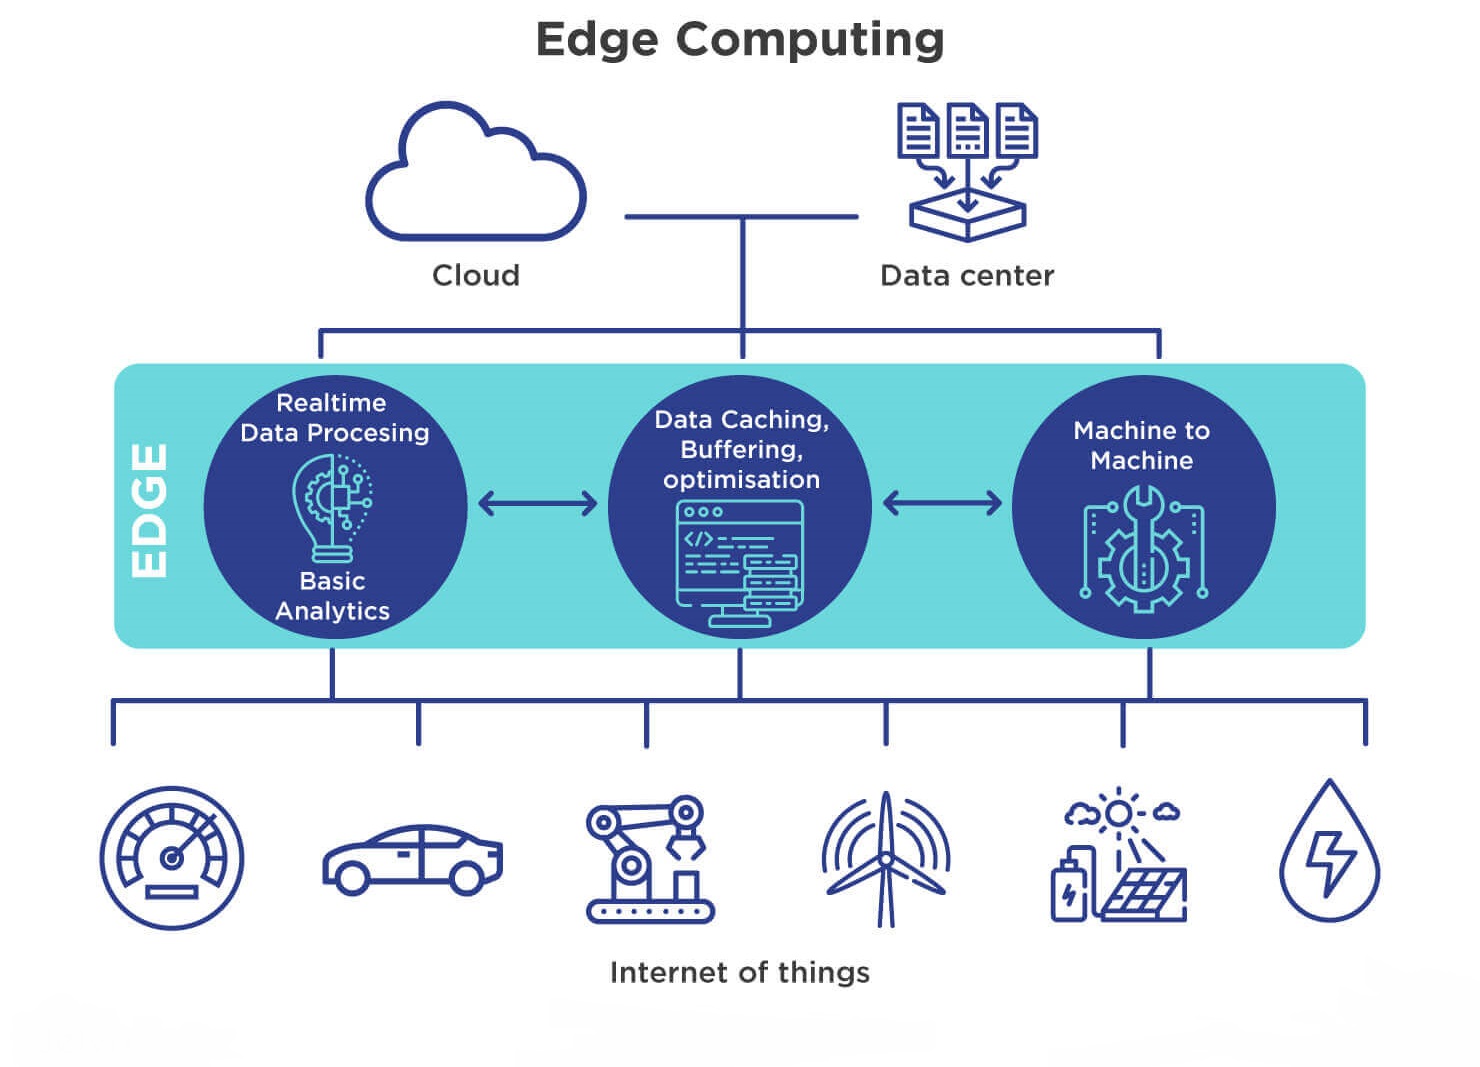 Edge Computing
Cloud
Data center
EDGE
Realtime
Data Procesing
Basic
Analytics
Data Caching,
Buffering,
optimisation
</>
Machine to
Machine
Internet of things